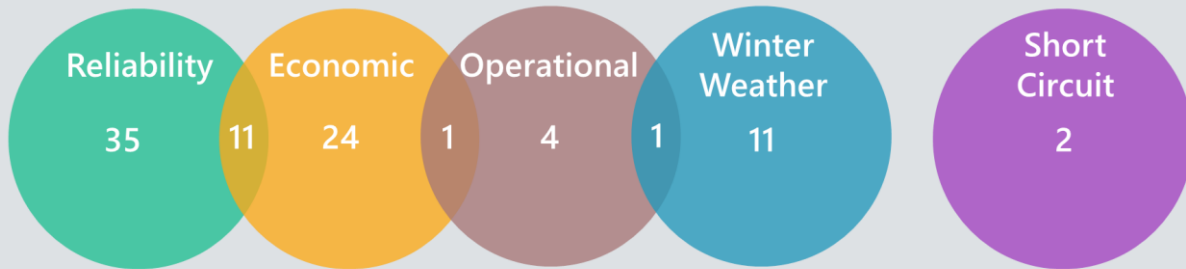 Reliability
35
11
Economic
24
1
Operational
4
1
Winter
Weather
11
Short
Circuit
2